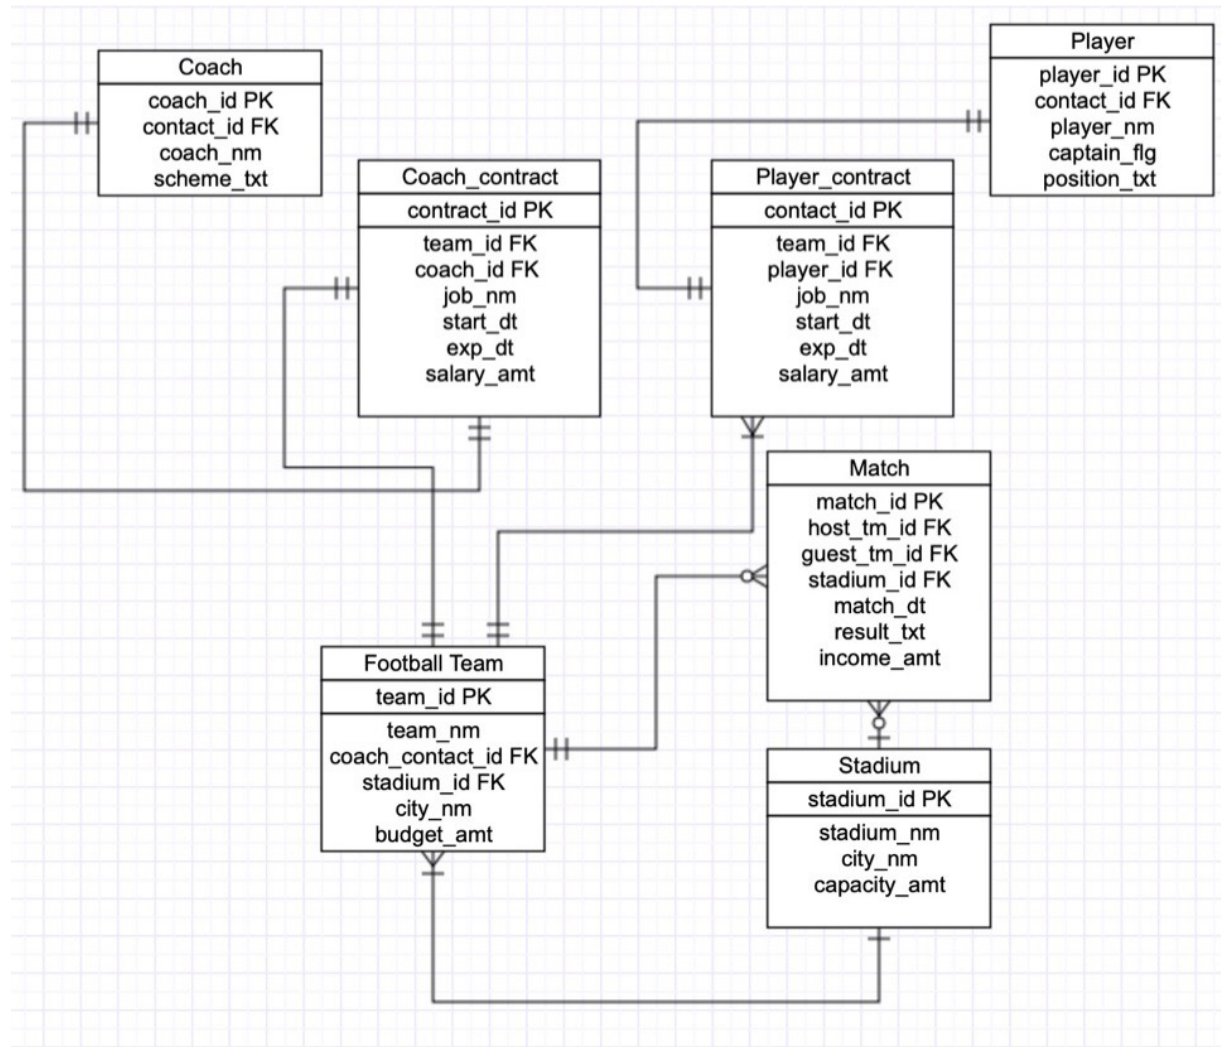 Coach
coach_id PK
contact_id FK
coach_nm
scheme_txt
Coach_contract
contract_id PK
team_id FK
coach_id FK
job_nm
start_dt
exp_dt
salary_amt
Player_contract
contact_id PK
team_id FK
player_id FK
job_nm
start_dt
exp_dt
salary_amt
Player
player_id PK
contact_id FK
player_nm
captain_flg
position_txt
Match
match_id PK
host_tm_id FK
guest_tm_id FK
stadium_id FK
match_dt
result_txt
income_amt
Football Team
team_id PK
team_nm
coach_contact_id FK
stadium_id FK
city_nm
budget_amt
Stadium
stadium_id PK
stadium_nm
city_nm
capacity_amt